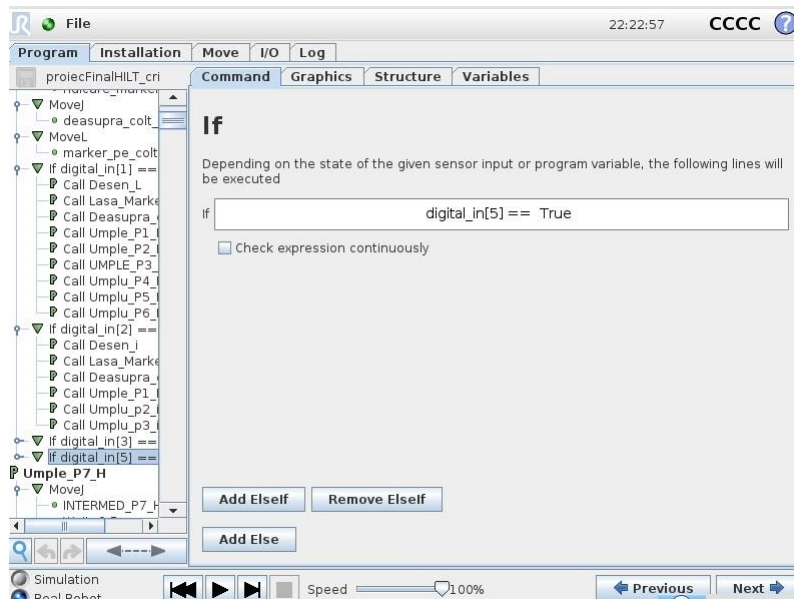 File 22:22:57 CCCC ?
Program Installation Move I/O Log
proiecFinalHILT_cri
Command Graphics Structure Variables
MoveJ
deasupra_colt_
MoveL
marker_pe_colt
If digital_in[1] ==
Call Desen_L
Call Lasa_Marke
Call Deasupra_
Call Umple_P1_
Call Umple_P2_
Call UMPLE_P3_
Call Umplu_P4_
Call Umplu_P5_
Call Umplu_P6_
If digital_in[2] ==
Call Desen_i
Call Lasa_Marke
Call Deasupra_
Call Umple_P1_
Call Umplu_p2_
Call Umplu_p3_
If digital_in[3] ==
If digital_in[5] ==
Umple_P7_H
MoveJ
INTERMED_P7_H
If
Depending on the state of the given sensor input or program variable, the following lines will
be executed
If digital_in[5] == True
Check expression continuously
Add ElseIf Remove ElseIf
Add Else
Simulation
Real Robot
Speed 100%
Previous Next